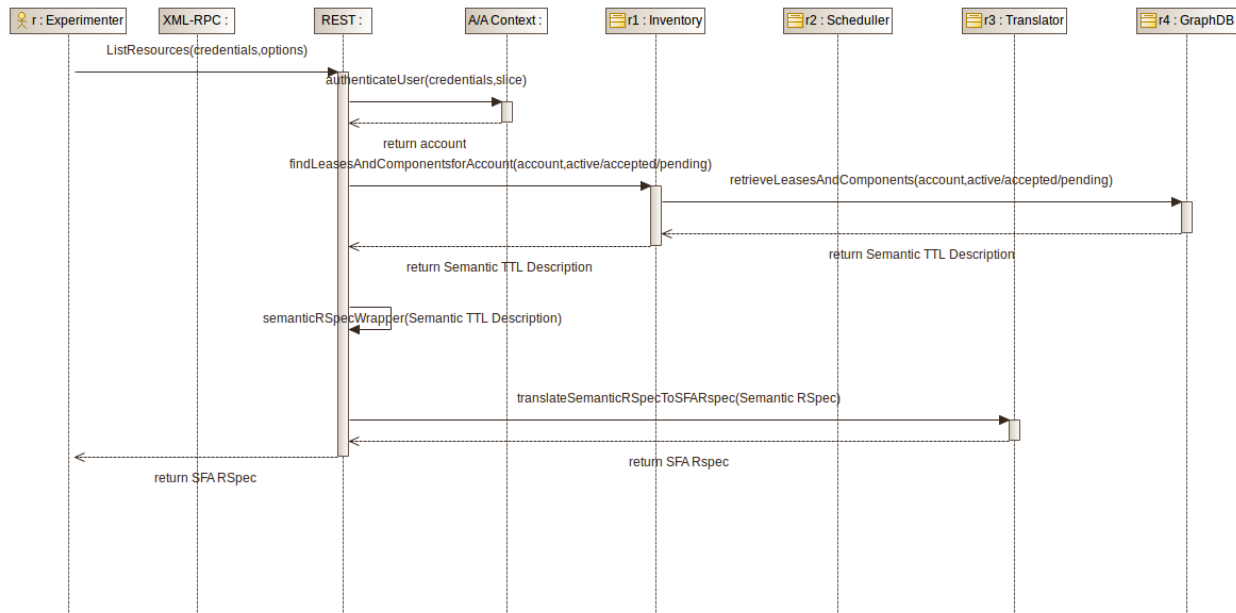 r : Experimenter
XML-RPC :
REST :
A/A Context :
r1 : Inventory
r2 : Scheduller
r3 : Translator
r4 : GraphDB
ListResources(credentials,options)
authenticateUser(credentials,slice)
return account
findLeasesAndComponentsforAccount(account,active/accepted/pending)
retrieveLeasesAndComponents(account,active/accepted/pending)
return Semantic TTL Description
return Semantic TTL Description
semanticRSpecWrapper(Semantic TTL Description)
translateSemanticRSpecToSFARspec(Semantic RSpec)
return SFA Rspec
return SFA RSpec